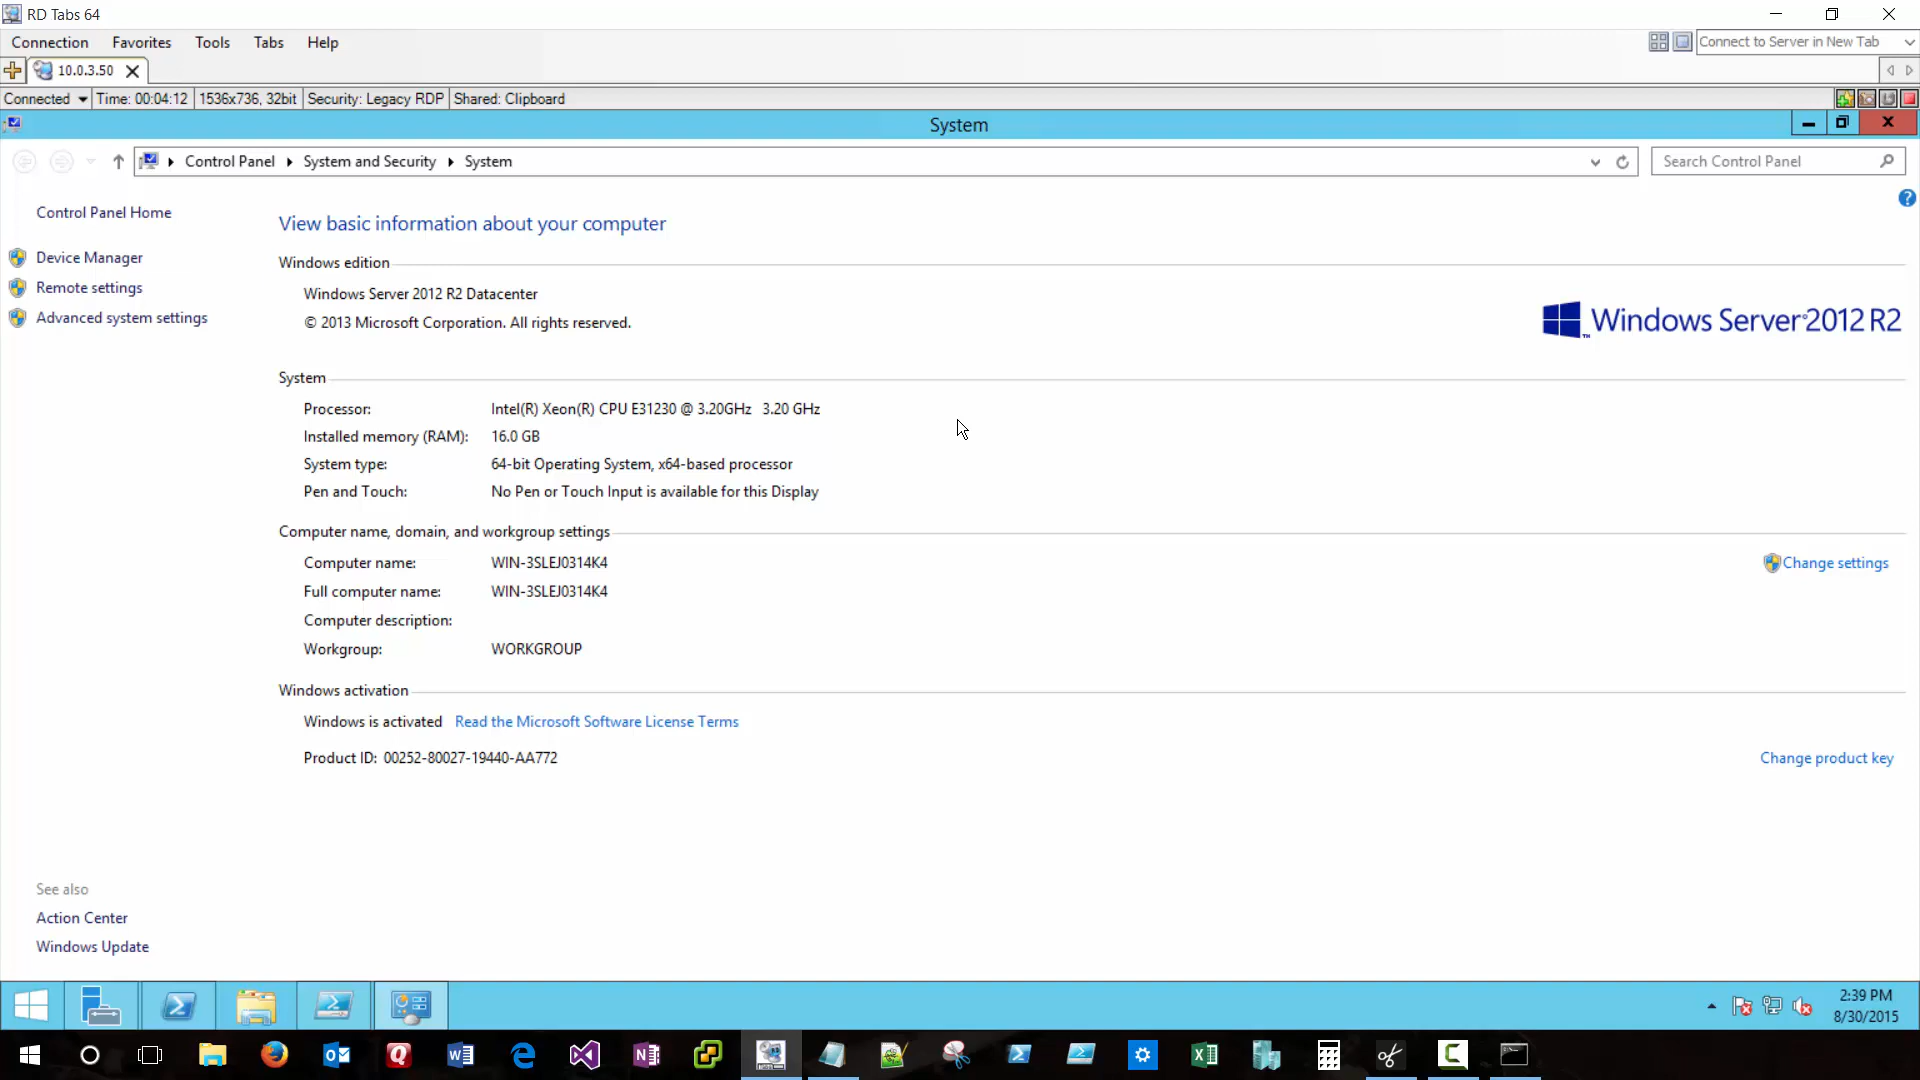 RD Tabs 64
Connection Favorites Tools Tabs Help
Connect to Server in New Tab
10.0.3.50
Connected Time: 00:04:12 1536x736, 32bit Security: Legacy RDP Shared: Clipboard
System
Control Panel System and Security System
Search Control Panel
Control Panel Home
Device Manager
Remote settings
Advanced system settings
View basic information about your computer
Windows edition
Windows Server 2012 R2 Datacenter
© 2013 Microsoft Corporation. All rights reserved.
Windows Server 2012 R2
System
Processor: Intel(R) Xeon(R) CPU E31230 @ 3.20GHz 3.20 GHz
Installed memory (RAM): 16.0 GB
System type: 64-bit Operating System, x64-based processor
Pen and Touch: No Pen or Touch Input is available for this Display
Computer name, domain, and workgroup settings
Computer name: WIN-3SLEJ0314K4
Change settings
Full computer name: WIN-3SLEJ0314K4
Computer description:
Workgroup: WORKGROUP
Windows activation
Windows is activated Read the Microsoft Software License Terms
Product ID: 00252-80027-19440-AA772
Change product key
See also
Action Center
Windows Update
2:39 PM
8/30/2015